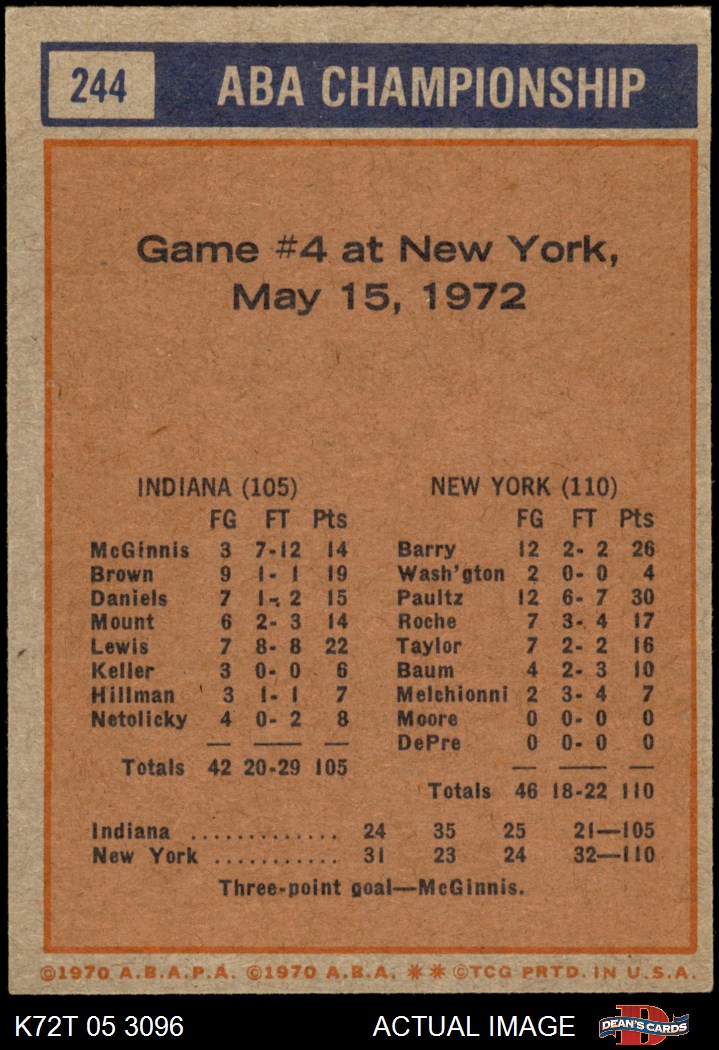 244 ABA CHAMPIONSHIP
Game #4 at New York,
May 15, 1972
INDIANA (105)
FG FT Pts
McGinnis 3 7-12 14
Brown 9 1- 1 19
Daniels 7 1- 2 15
Mount 6 2- 3 14
Lewis 7 8- 8 22
Keller 3 0- 0 6
Hillman 3 1- 1 7
Netolicky 4 0- 2 8
Totals 42 20-29 105
NEW YORK (110)
FG FT Pts
Barry 12 2- 2 26
Wash'gton 2 0- 0 4
Paultz 12 6- 7 30
Roche 7 3- 4 17
Taylor 7 2- 2 16
Baum 4 2- 3 10
Melchionni 2 3- 4 7
Moore 0 0- 0 0
DePre 0 0- 0 0
Totals 46 18-22 110
Indiana ............. 24 35 25 21—105
New York ........... 31 23 24 32—110
Three-point goal—McGinnis.
©1970 A.B.A.P.A. ©1970 A.B.A. ** ©TCG PRTD. IN U.S.A.
K72T 05 3096 ACTUAL IMAGE DEAN'S CARDS